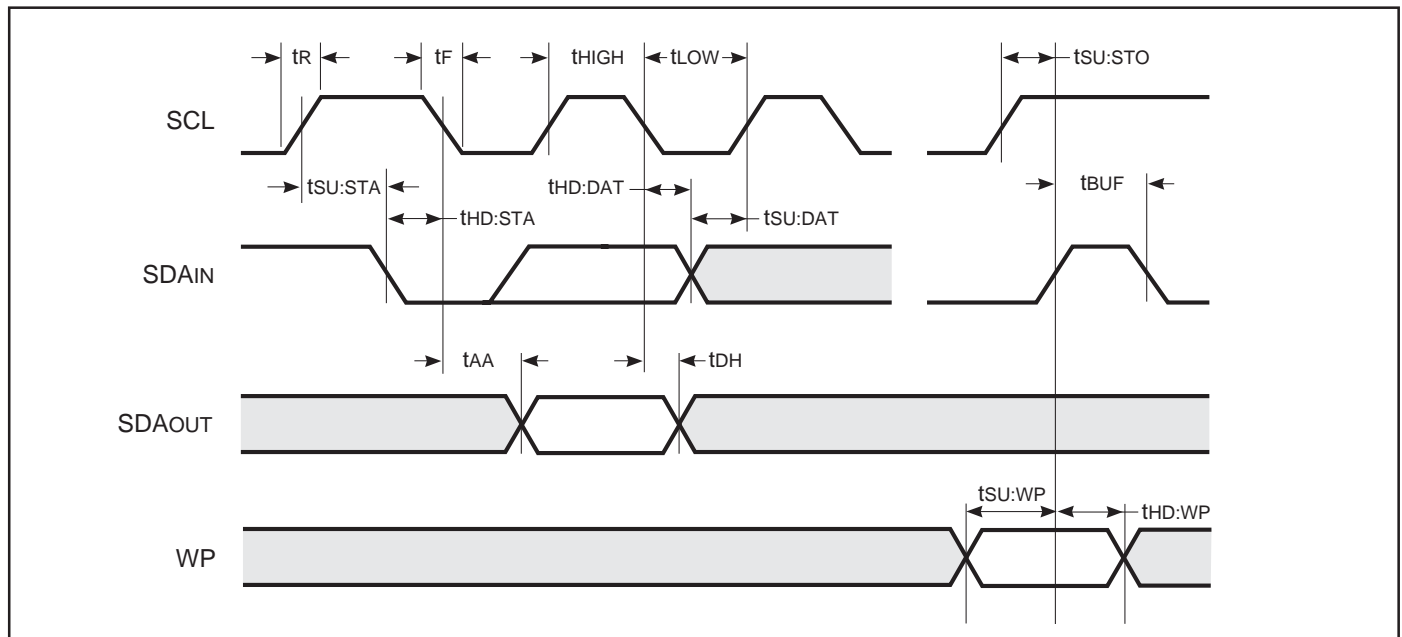 tR tF tHIGH tLOW tSU:STO
SCL
tSU:STA tHD:DAT tBUF
tHD:STA tSU:DAT
SDAIN
tAA tDH
SDAOUT
tSU:WP
tHD:WP
WP